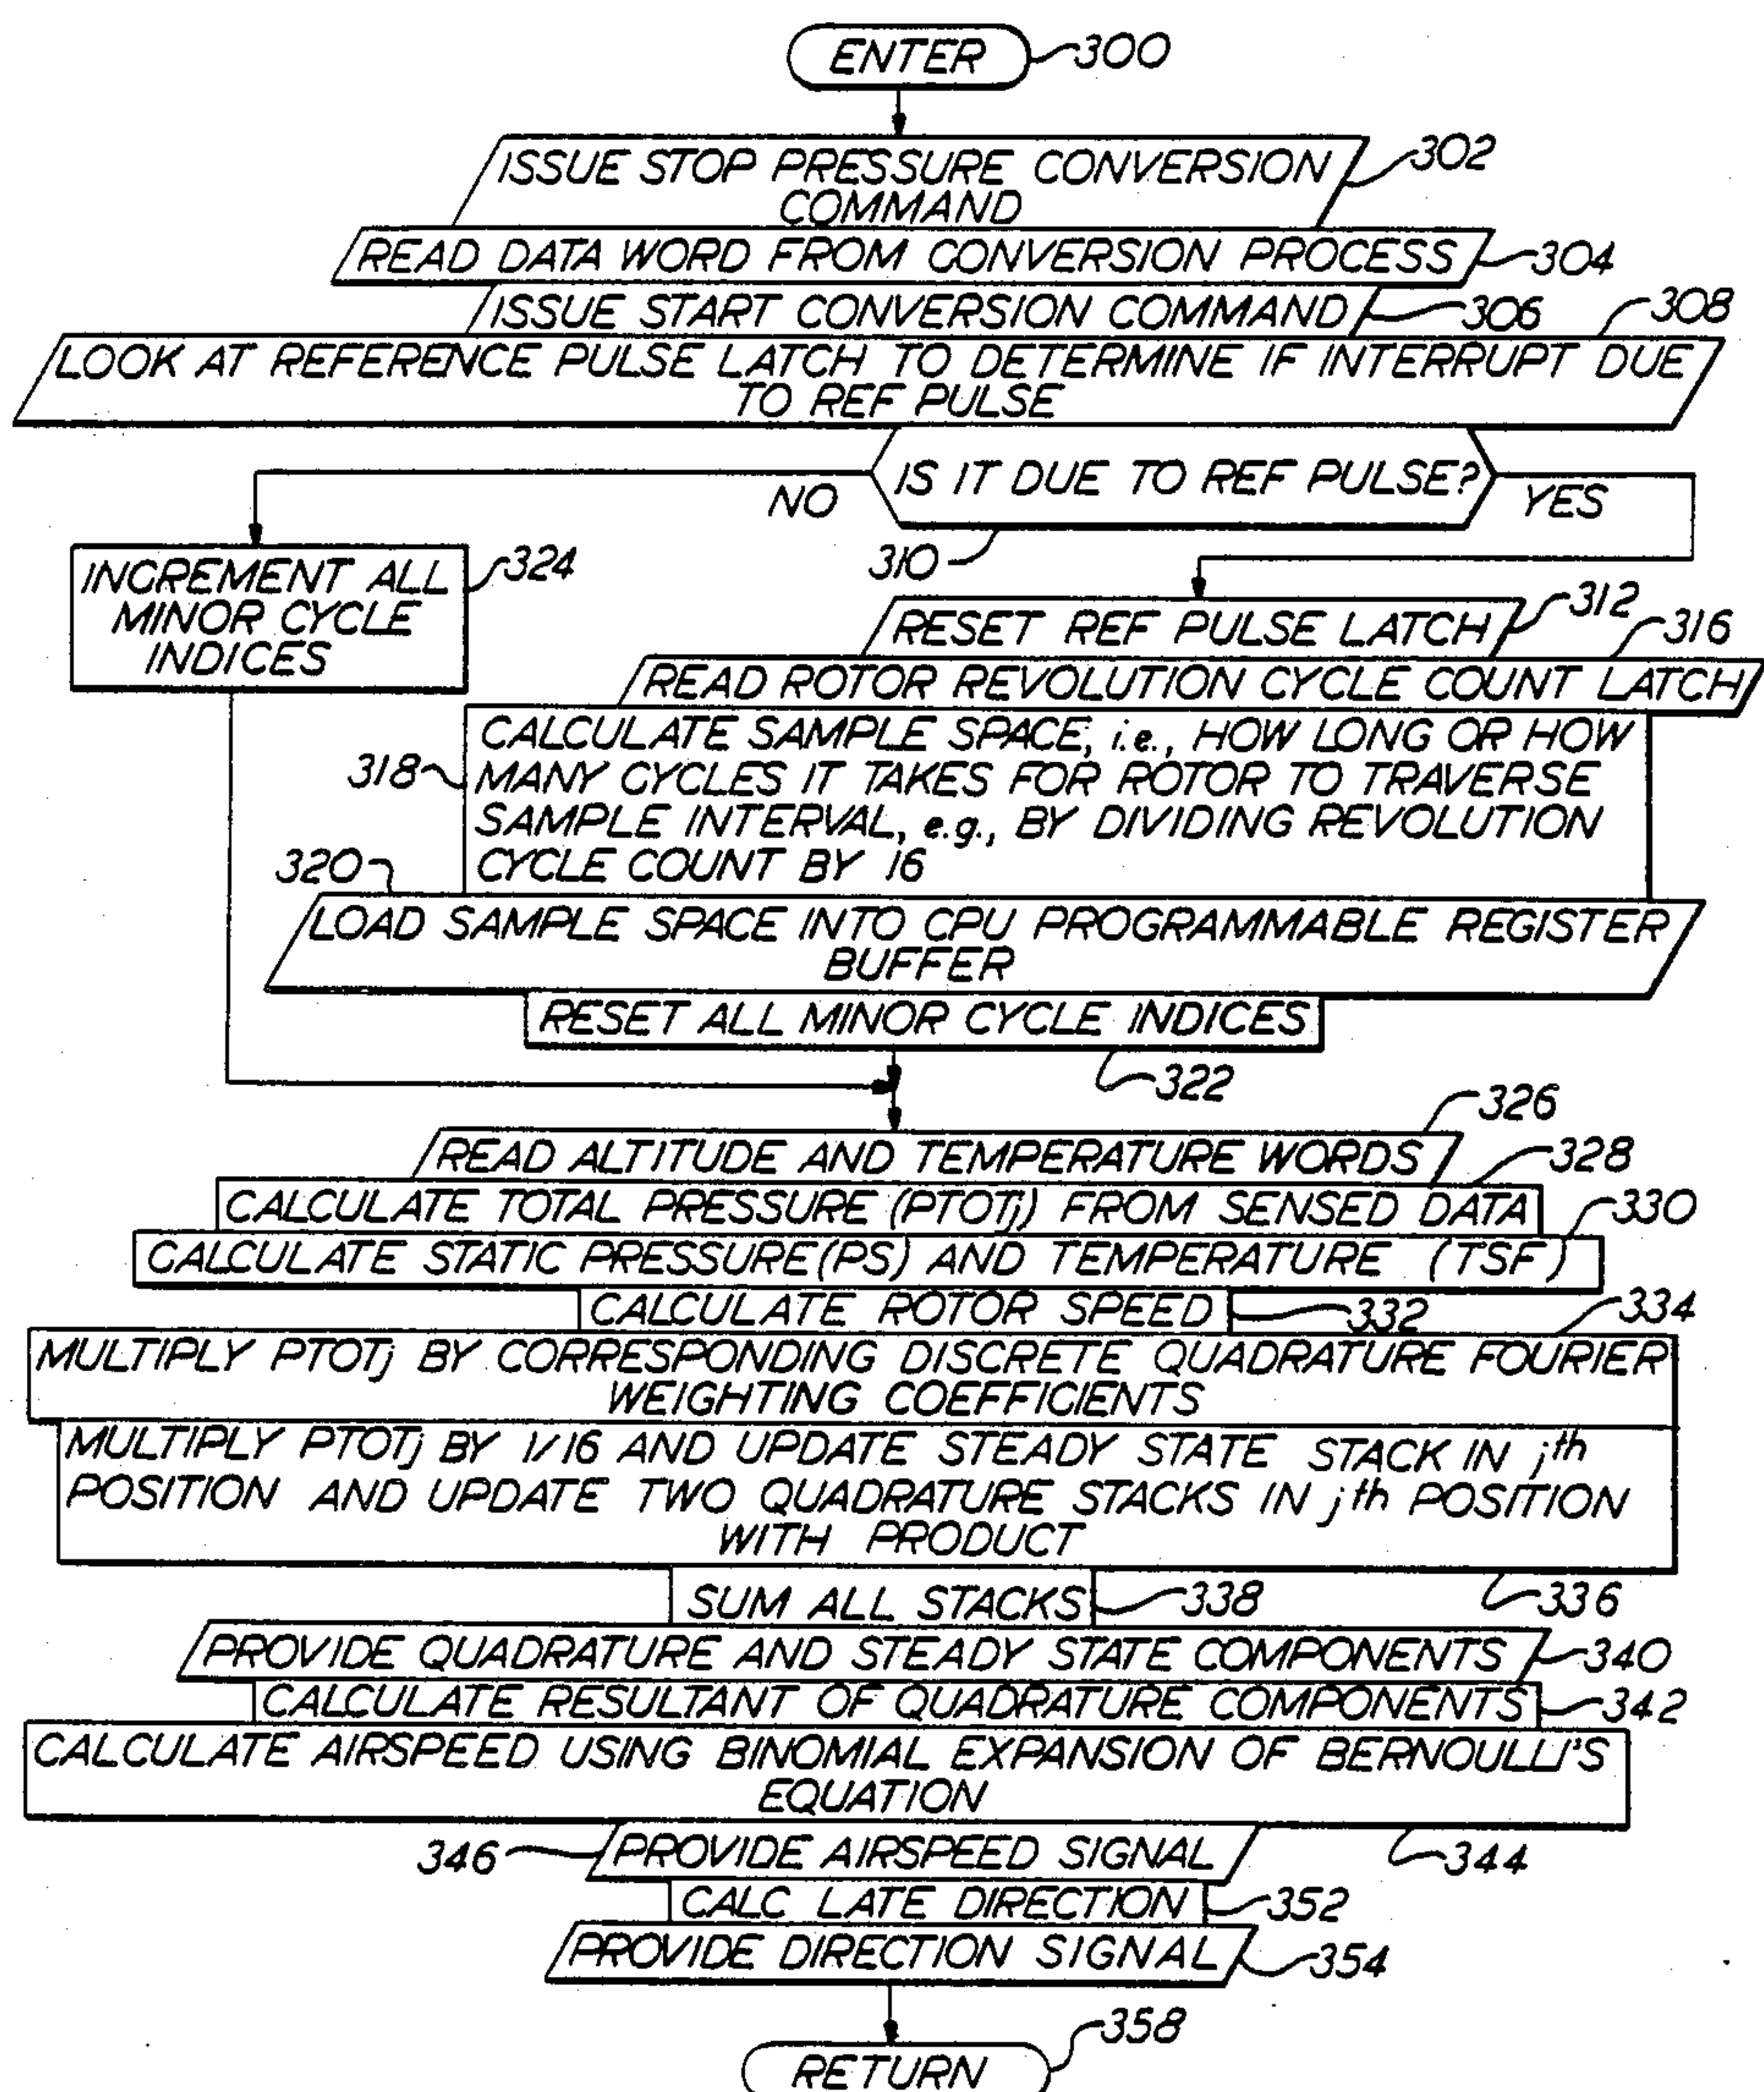 ENTER 300
ISSUE STOP PRESSURE CONVERSION
COMMAND
302
READ DATA WORD FROM CONVERSION PROCESS 304
ISSUE START CONVERSION COMMAND 306
308
LOOK AT REFERENCE PULSE LATCH TO DETERMINE IF INTERRUPT DUE
TO REF PULSE
IS IT DUE TO REF PULSE?
NO
YES
310
INCREMENT ALL
MINOR CYCLE
INDICES
324
RESET REF PULSE LATCH 312
316
READ ROTOR REVOLUTION CYCLE COUNT LATCH
318
CALCULATE SAMPLE SPACE, i.e., HOW LONG OR HOW
MANY CYCLES IT TAKES FOR ROTOR TO TRAVERSE
SAMPLE INTERVAL, e.g., BY DIVIDING REVOLUTION
CYCLE COUNT BY 16
320
LOAD SAMPLE SPACE INTO CPU PROGRAMMABLE REGISTER
BUFFER
RESET ALL MINOR CYCLE INDICES
322
326
READ ALTITUDE AND TEMPERATURE WORDS
328
CALCULATE TOTAL PRESSURE (PTOTj) FROM SENSED DATA
330
CALCULATE STATIC PRESSURE(PS) AND TEMPERATURE (TSF)
CALCULATE ROTOR SPEED 332
334
MULTIPLY PTOTj BY CORRESPONDING DISCRETE QUADRATURE FOURIER
WEIGHTING COEFFICIENTS
MULTIPLY PTOTj BY 1/16 AND UPDATE STEADY STATE STACK IN jth
POSITION AND UPDATE TWO QUADRATURE STACKS IN jth POSITION
WITH PRODUCT
336
SUM ALL STACKS 338
PROVIDE QUADRATURE AND STEADY STATE COMPONENTS 340
CALCULATE RESULTANT OF QUADRATURE COMPONENTS 342
CALCULATE AIRSPEED USING BINOMIAL EXPANSION OF BERNOULLI'S
EQUATION
344
346 PROVIDE AIRSPEED SIGNAL
CALC LATE DIRECTION 352
PROVIDE DIRECTION SIGNAL 354
358
RETURN